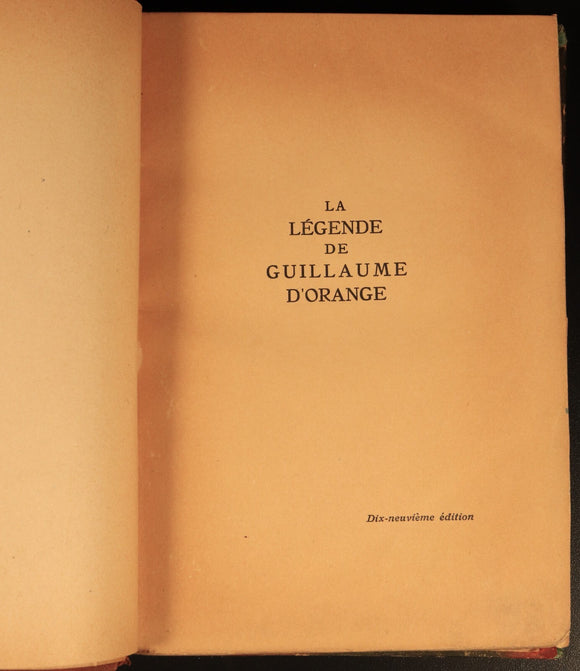 LA
LÉGENDE
DE
GUILLAUME
D'ORANGE
Dix-neuvième édition